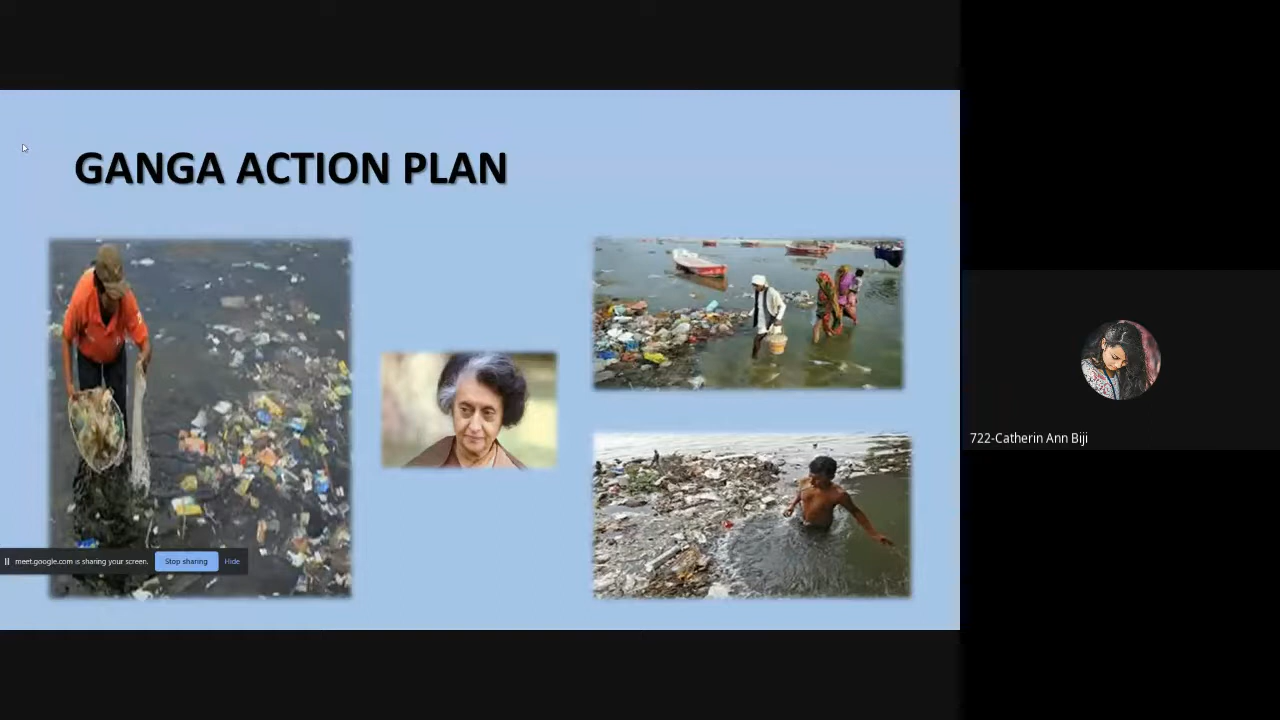 GANGA ACTION PLAN
meet.google.com is sharing your screen. Stop sharing Hide
722-Catherin Ann Biji